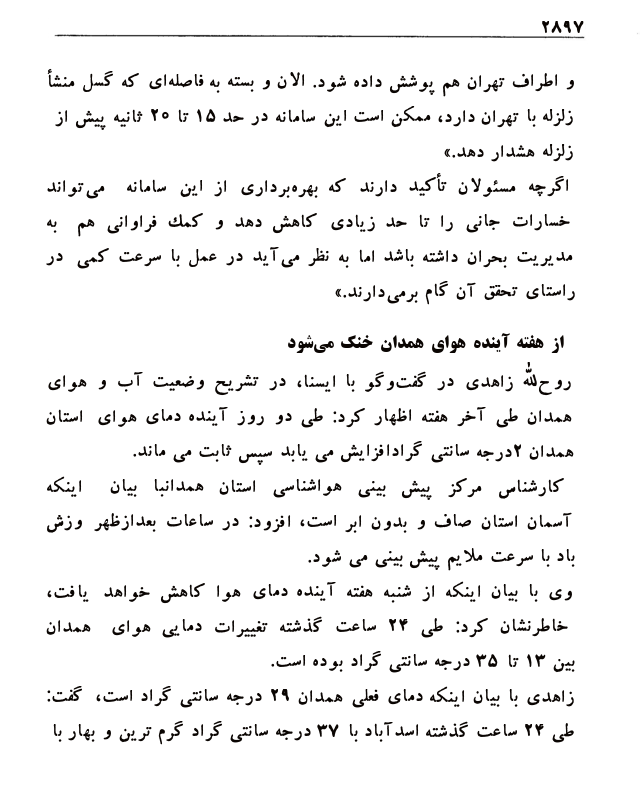 ۲۸۹۷
و اطراف تهران هم پوشش داده شود. الان و بسته به فاصله‌ای که گسل منشأ
زلزله با تهران دارد، ممکن است این سامانه در حد ۱۵ تا ۲۰ ثانیه پیش از
زلزله هشدار دهد.»
اگرچه مسئولان تأکید دارند که بهره‌برداری از این سامانه می‌تواند
خسارات جانی را تا حد زیادی کاهش دهد و کمك فراوانی هم به
مدیریت بحران داشته باشد اما به نظر می‌آید در عمل با سرعت کمی در
راستای تحقق آن گام برمی‌دارند.»
از هفته آینده هوای همدان خنک می‌شود
روح‌لله زاهدی در گفت‌وگو با ایسنا، در تشریح وضعیت آب و هوای
همدان طی آخر هفته اظهار کرد: طی دو روز آینده دمای هوای استان
همدان ۲درجه سانتی گرادافزایش می یابد سپس ثابت می ماند.
کارشناس مرکز پیش بینی هواشناسی استان همدانبا بیان اینکه
آسمان استان صاف و بدون ابر است، افزود: در ساعات بعدازظهر وزش
باد با سرعت ملایم پیش بینی می شود.
وی با بیان اینکه از شنبه هفته آینده دمای هوا کاهش خواهد یافت،
خاطرنشان کرد: طی ۲۴ ساعت گذشته تغییرات دمایی هوای همدان
بین ۱۳ تا ۳۵ درجه سانتی گراد بوده است.
زاهدی با بیان اینکه دمای فعلی همدان ۲۹ درجه سانتی گراد است، گفت:
طی ۲۴ ساعت گذشته اسدآباد با ۳۷ درجه سانتی گراد گرم ترین و بهار با